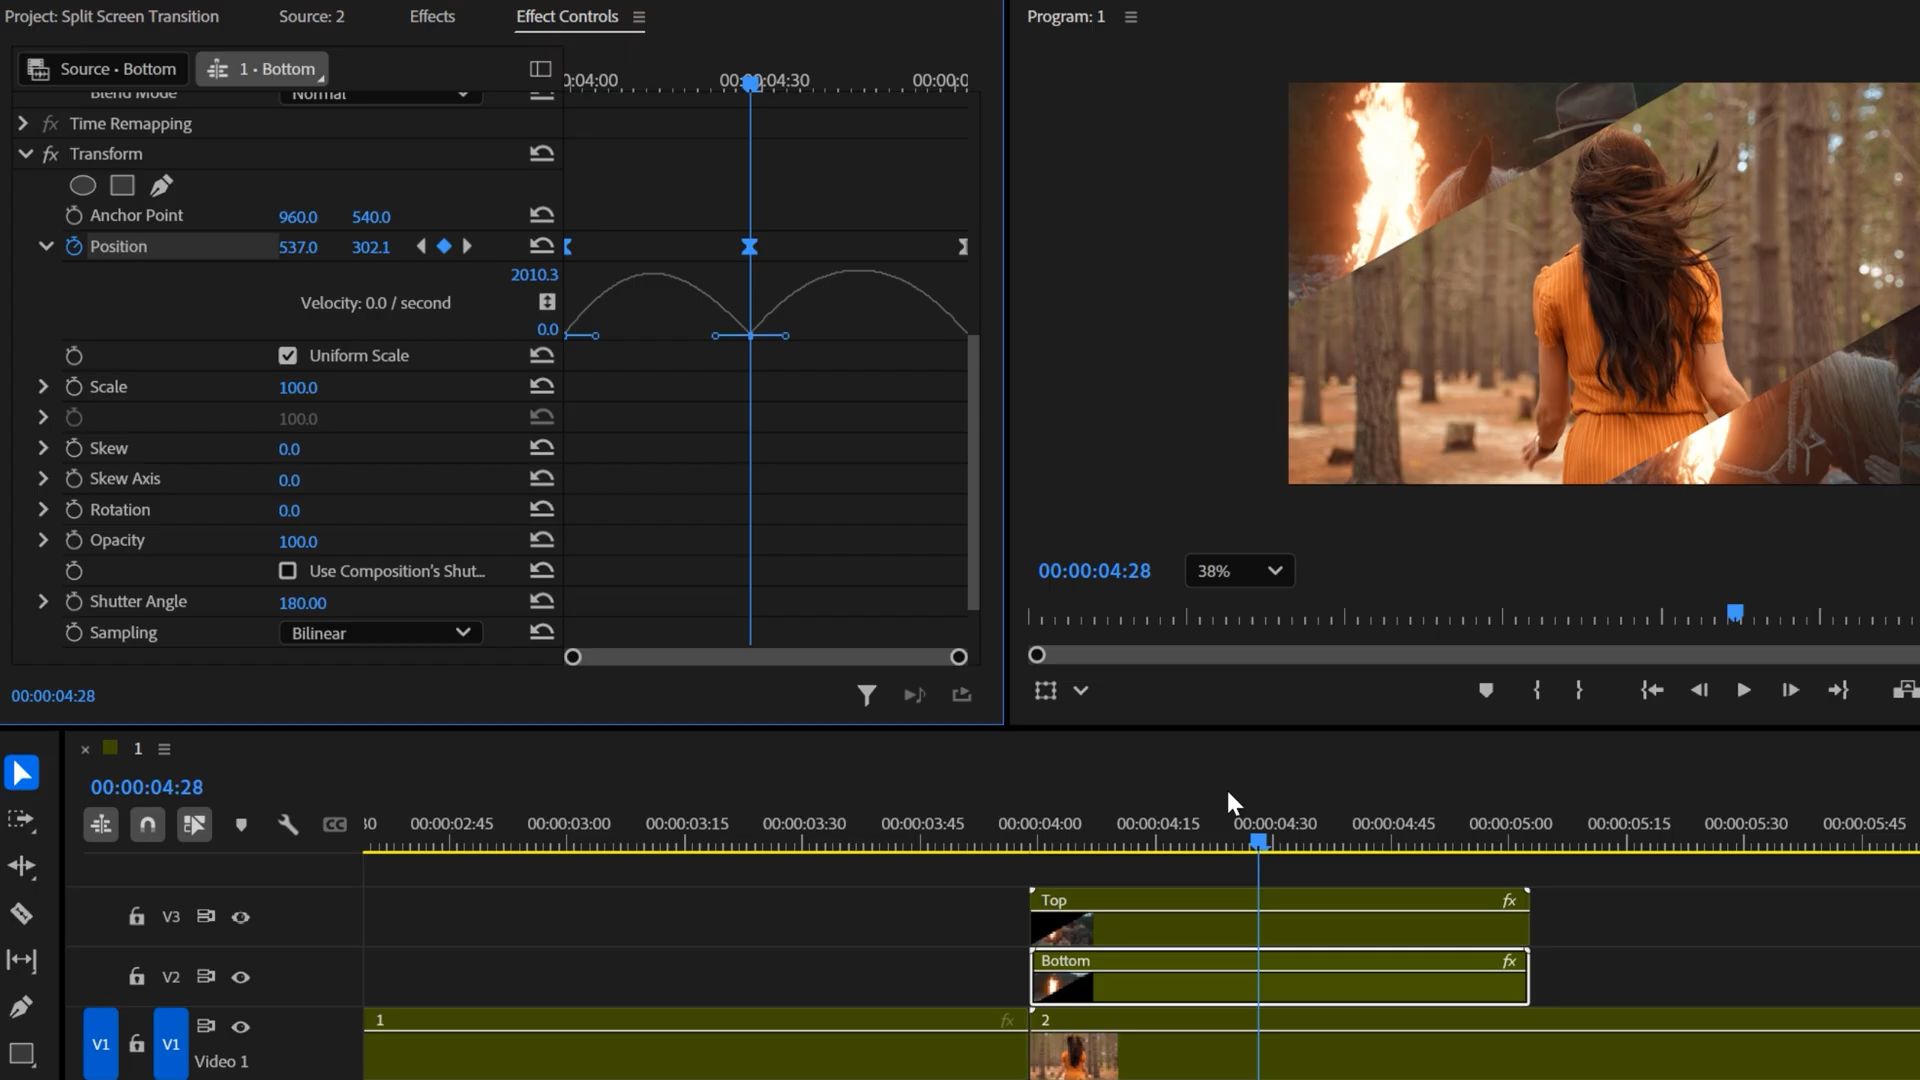 Project: Split Screen Transition
Source: 2
Effects
Effect Controls
Program: 1
Source • Bottom
1 • Bottom
0:04:00
00:00:04:30
00:00:0
Blend Mode
Normal
Time Remapping
fx
Transform
fx
Anchor Point
960.0
540.0
Position
537.0
302.1
2010.3
Velocity: 0.0 / second
0.0
Uniform Scale
Scale
100.0
100.0
Skew
0.0
Skew Axis
0.0
Rotation
0.0
Opacity
100.0
Use Composition's Shut...
Shutter Angle
180.00
Sampling
Bilinear
00:00:04:28
00:00:04:28
38%
1
00:00:04:28
CC
30
00:00:02:45
00:00:03:00
00:00:03:15
00:00:03:30
00:00:03:45
00:00:04:00
00:00:04:15
00:00:04:30
00:00:04:45
00:00:05:00
00:00:05:15
00:00:05:30
00:00:05:45
V3
Top
fx
V2
Bottom
fx
V1
V1
Video 1
1
fx
2